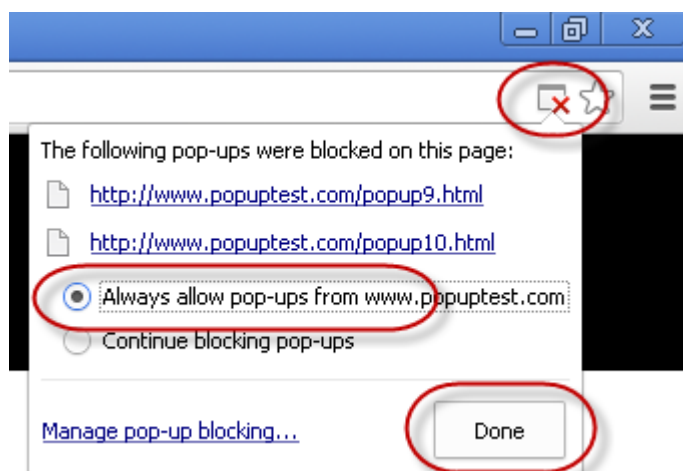 The following pop-ups were blocked on this page:
http://www.popuptest.com/popup9.html
http://www.popuptest.com/popup10.html
Always allow pop-ups from www.popuptest.com
Continue blocking pop-ups
Manage pop-up blocking...
Done